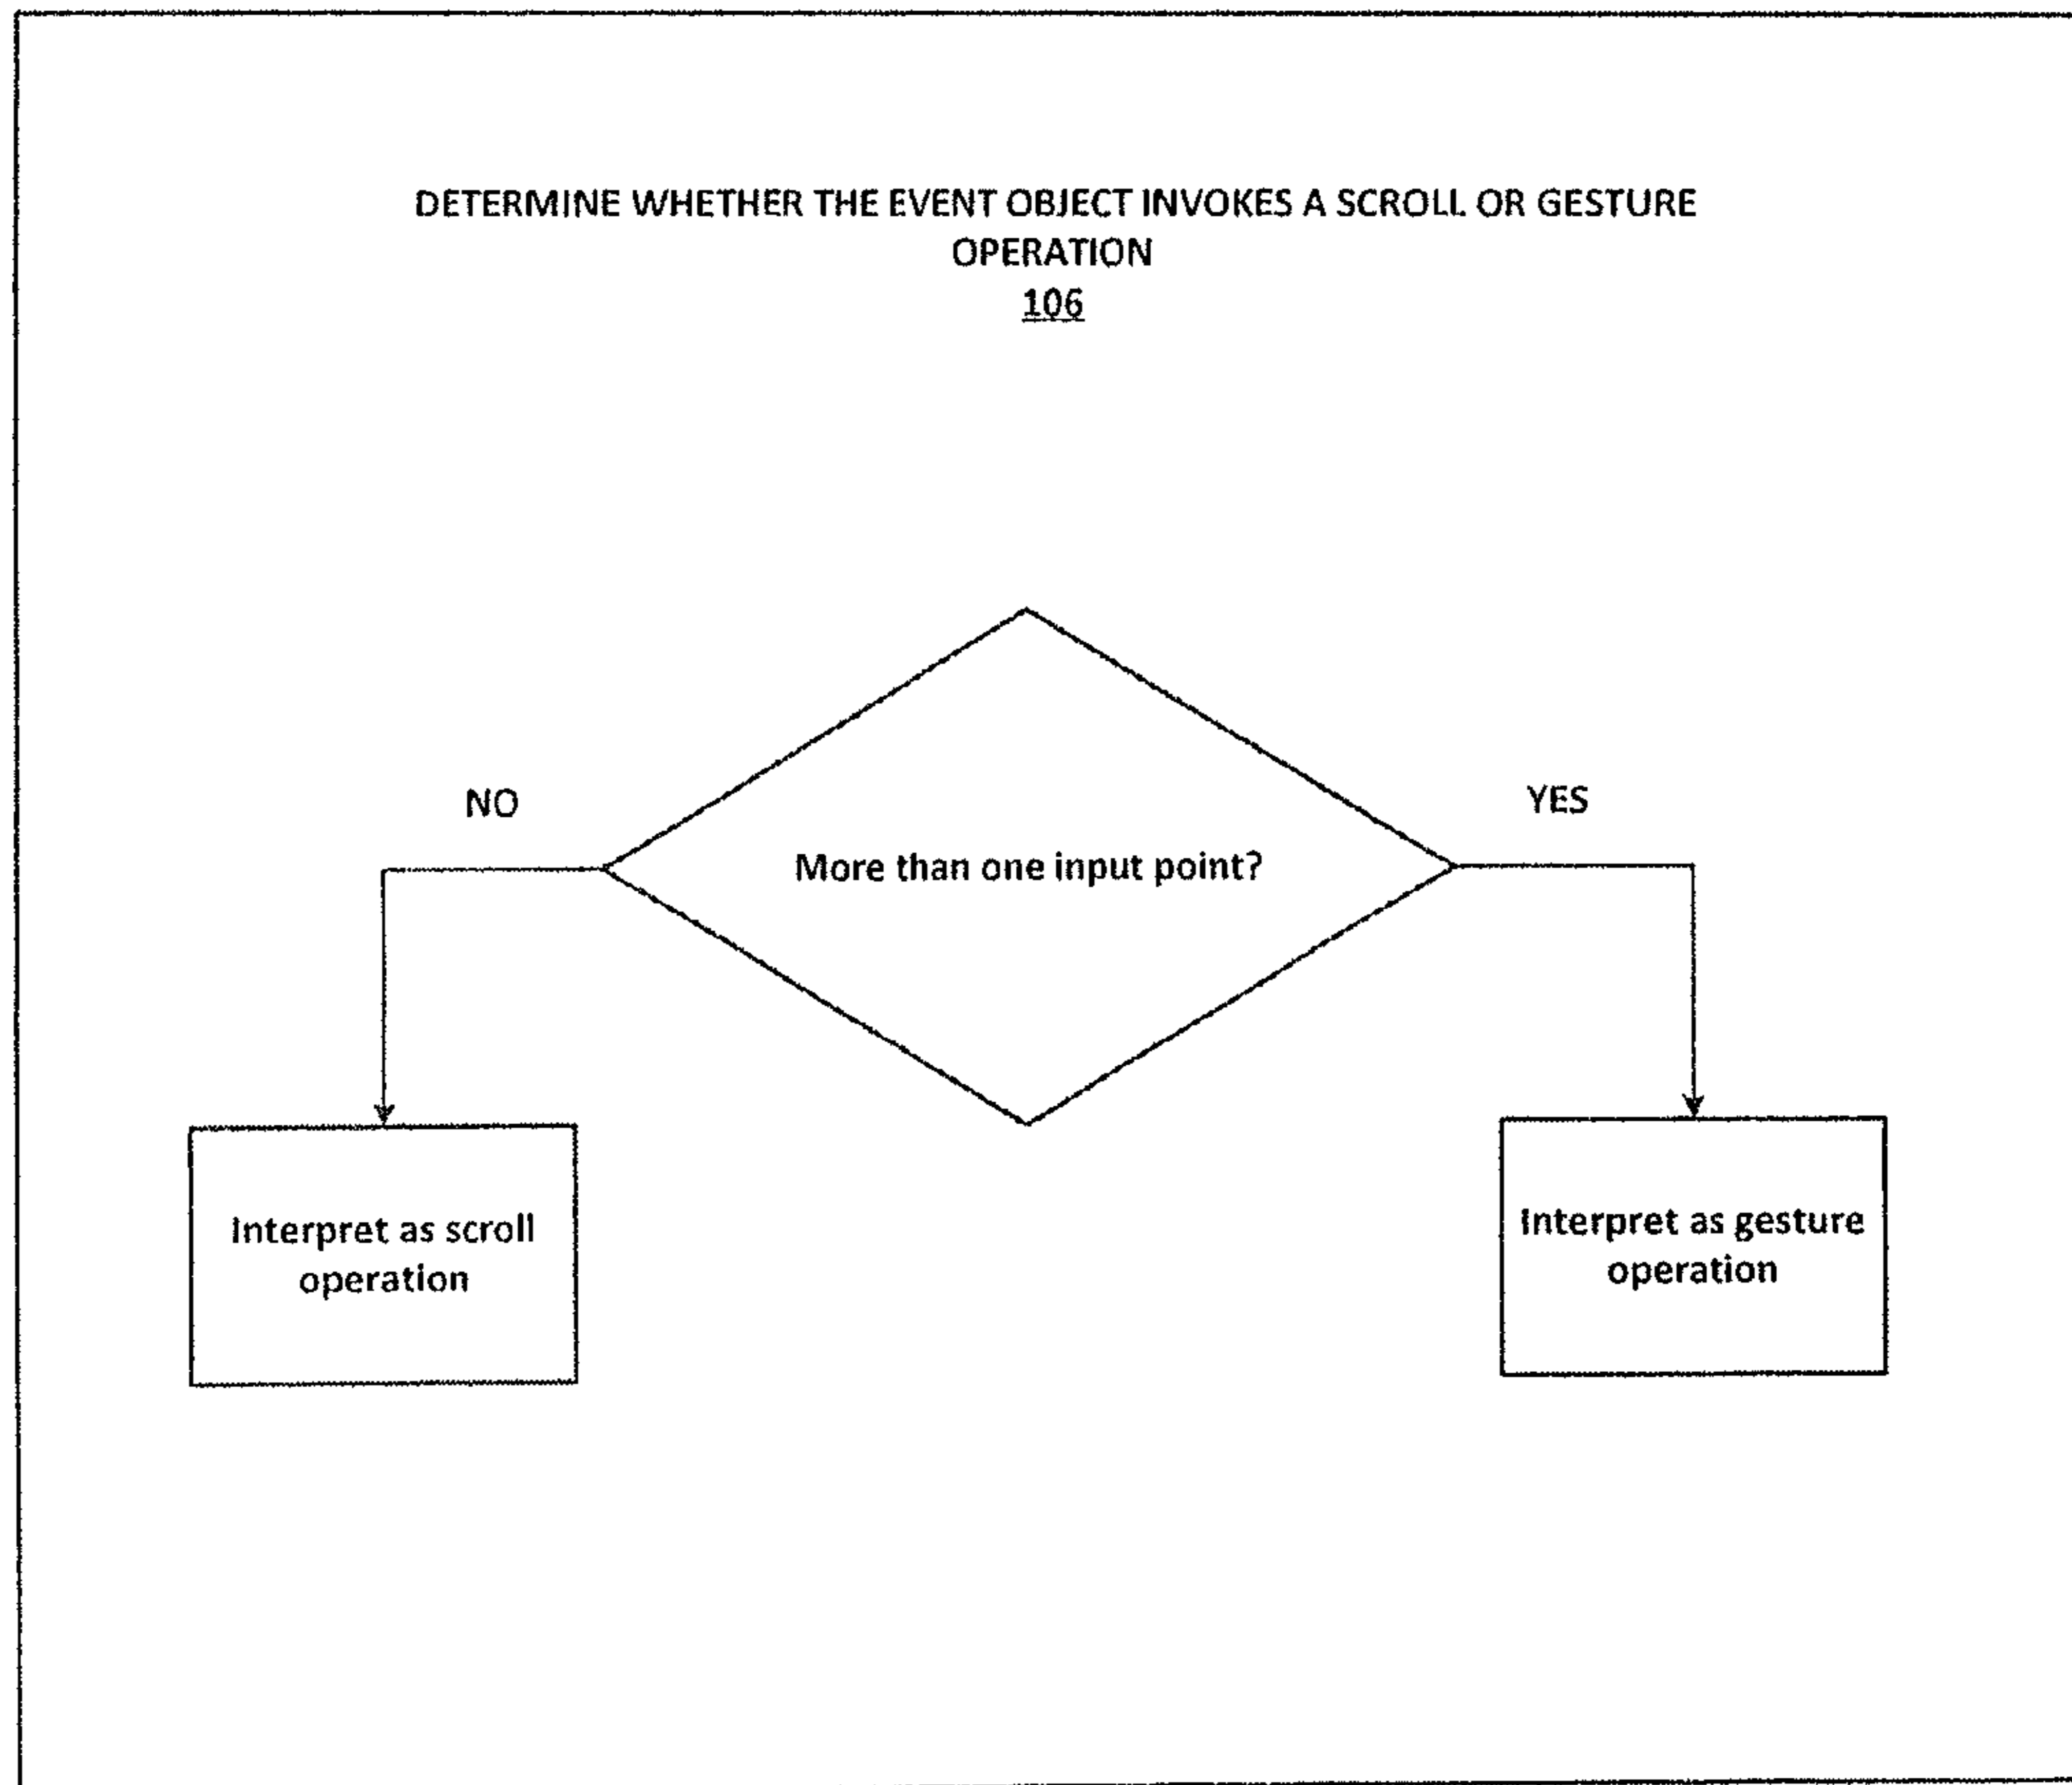 DETERMINE WHETHER THE EVENT OBJECT INVOKES A SCROLL OR GESTURE
OPERATION
106
NO
YES
More than one input point?
Interpret as scroll
operation
Interpret as gesture
operation